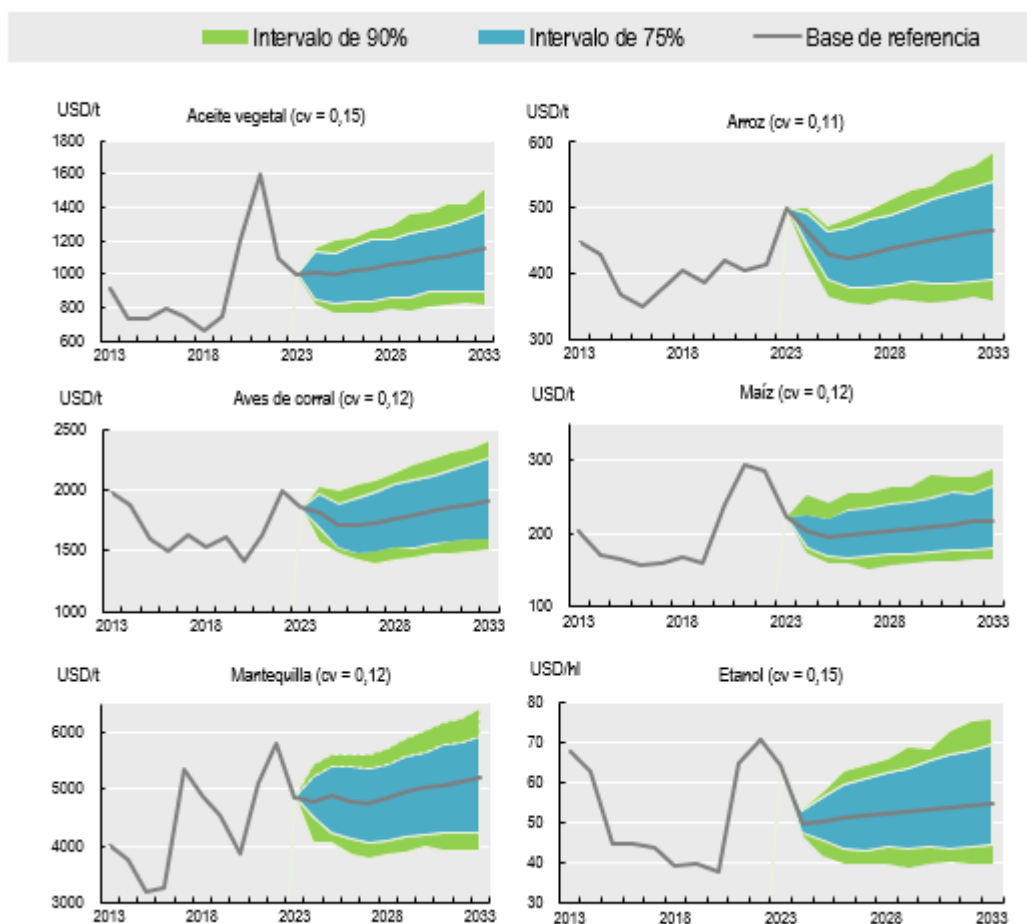 Intervalo de 90% Intervalo de 75% Base de referencia
USD/t
Aceite vegetal (cv = 0,15)
1800
1600
1400
1200
1000
800
600
2013 2018 2023 2028 2033
USD/t
Arroz (cv = 0,11)
600
500
400
300
2013 2018 2023 2028 2033
USD/t
Aves de corral (cv = 0,12)
2500
2000
1500
1000
2013 2018 2023 2028 2033
USD/t
Maíz (cv = 0,12)
300
200
100
2013 2018 2023 2028 2033
USD/t
Mantequilla (cv = 0,12)
6000
5000
4000
3000
2013 2018 2023 2028 2033
USD/hl
Etanol (cv = 0,15)
80
70
60
50
40
30
2013 2018 2023 2028 2033